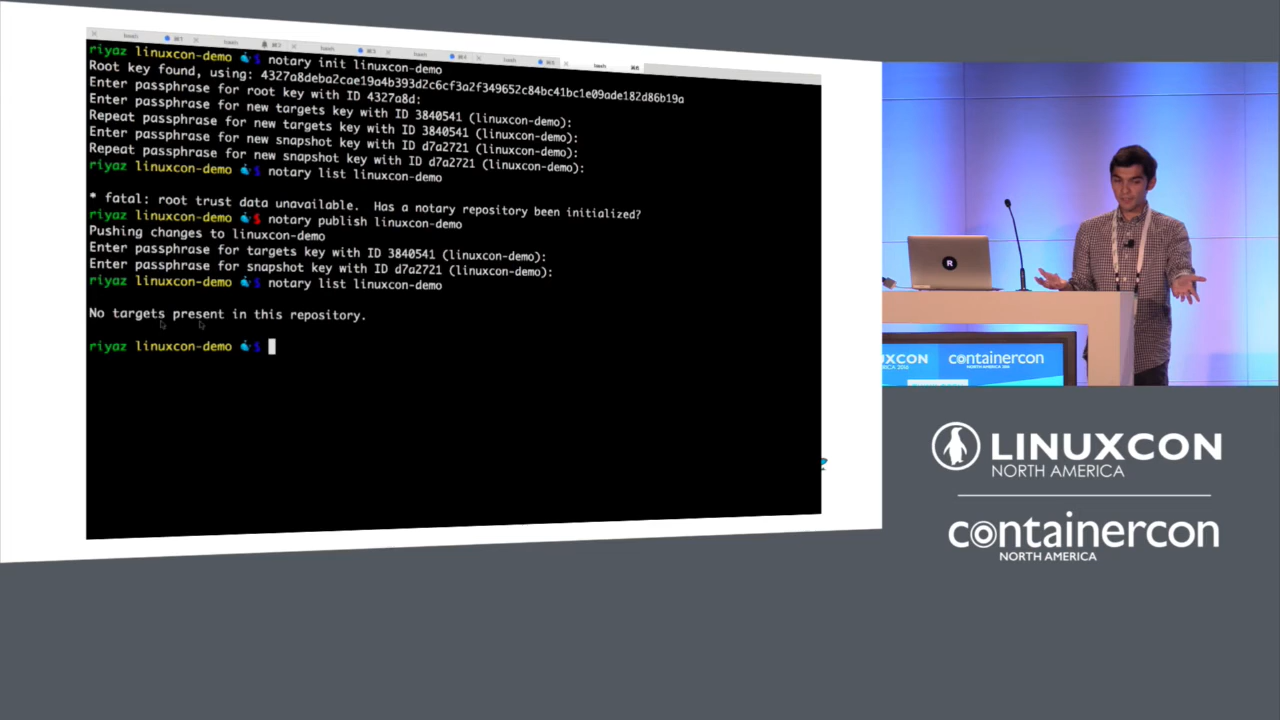 riyaz linuxcon-demo $ notary init linuxcon-demo
Root key found, using: 4327a8deba2cae19a4b393d2c6cf3a2f349652c84bc41bc1e09ade182d86b19a
Enter passphrase for root key with ID 4327a8d:
Enter passphrase for new targets key with ID 3840541 (linuxcon-demo):
Repeat passphrase for new targets key with ID 3840541 (linuxcon-demo):
Enter passphrase for new snapshot key with ID d7a2721 (linuxcon-demo):
Repeat passphrase for new snapshot key with ID d7a2721 (linuxcon-demo):
riyaz linuxcon-demo $ notary list linuxcon-demo
* fatal: root trust data unavailable.  Has a notary repository been initialized?
riyaz linuxcon-demo $ notary publish linuxcon-demo
Pushing changes to linuxcon-demo
Enter passphrase for targets key with ID 3840541 (linuxcon-demo):
Enter passphrase for snapshot key with ID d7a2721 (linuxcon-demo):
riyaz linuxcon-demo $ notary list linuxcon-demo
No targets present in this repository.
riyaz linuxcon-demo $
R
UXCON
containercon
NORTH AMERICA 2016
LINUXCON
NORTH AMERICA
containercon
NORTH AMERICA